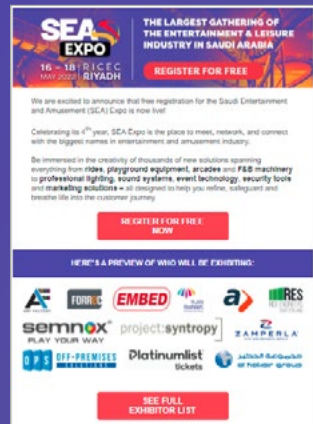 SEA EXPO
16 - 18 | RICEC
MAY 2022 | RIYADH
THE LARGEST GATHERING OF
THE ENTERTAINMENT & LEISURE
INDUSTRY IN SAUDI ARABIA
REGISTER FOR FREE
We are excited to announce that free registration for the Saudi Entertainment
and Amusement (SEA) Expo is now live!
Celebrating its 4th year, SEA Expo is the place to meet, network, and connect
with the biggest names in entertainment and amusement industry.
Be immersed in the creativity of thousands of new solutions spanning
everything from rides, playground equipment, arcades and F&B machinery
to professional lighting, sound systems, event technology, security tools
and marketing solutions – all designed to help you refine, safeguard and
breathe life into the customer journey.
REGITER FOR FREE
NOW
HERE'S A PREVIEW OF WHO WILL BE EXHIBITING:
AF
FORREC
EMBED
a)
RES
semnox
PLAY YOUR WAY
project:syntropy
ZAMPERLA
OPS OFF-PREMISES
SOLUTIONS
Platinumlist
tickets
al hokair group
SEE FULL
EXHIBITOR LIST